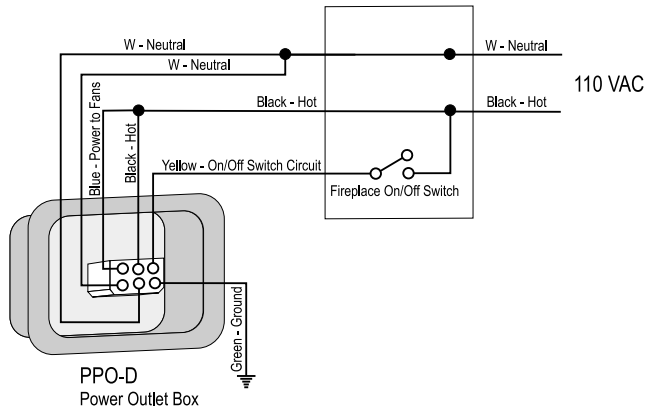 W - Neutral
W - Neutral
W - Neutral
110 VAC
Black - Hot
Black - Hot
Blue - Power to Fans
Black - Hot
Yellow - On/Off Switch Circuit
Fireplace On/Off Switch
Green - Ground
PPO-D
Power Outlet Box